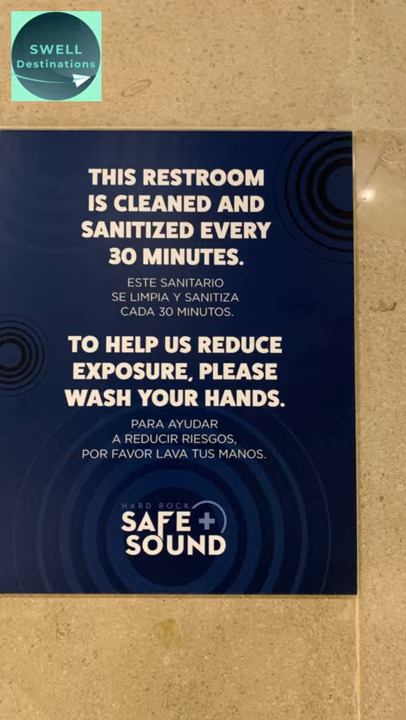 SWELL
Destinations
THIS RESTROOM
IS CLEANED AND
SANITIZED EVERY
30 MINUTES.
ESTE SANITARIO
SE LIMPIA Y SANITIZA
CADA 30 MINUTOS.
TO HELP US REDUCE
EXPOSURE, PLEASE
WASH YOUR HANDS.
PARA AYUDAR
A REDUCIR RIESGOS,
POR FAVOR LAVA TUS MANOS.
HARD ROCK
SAFE +
SOUND